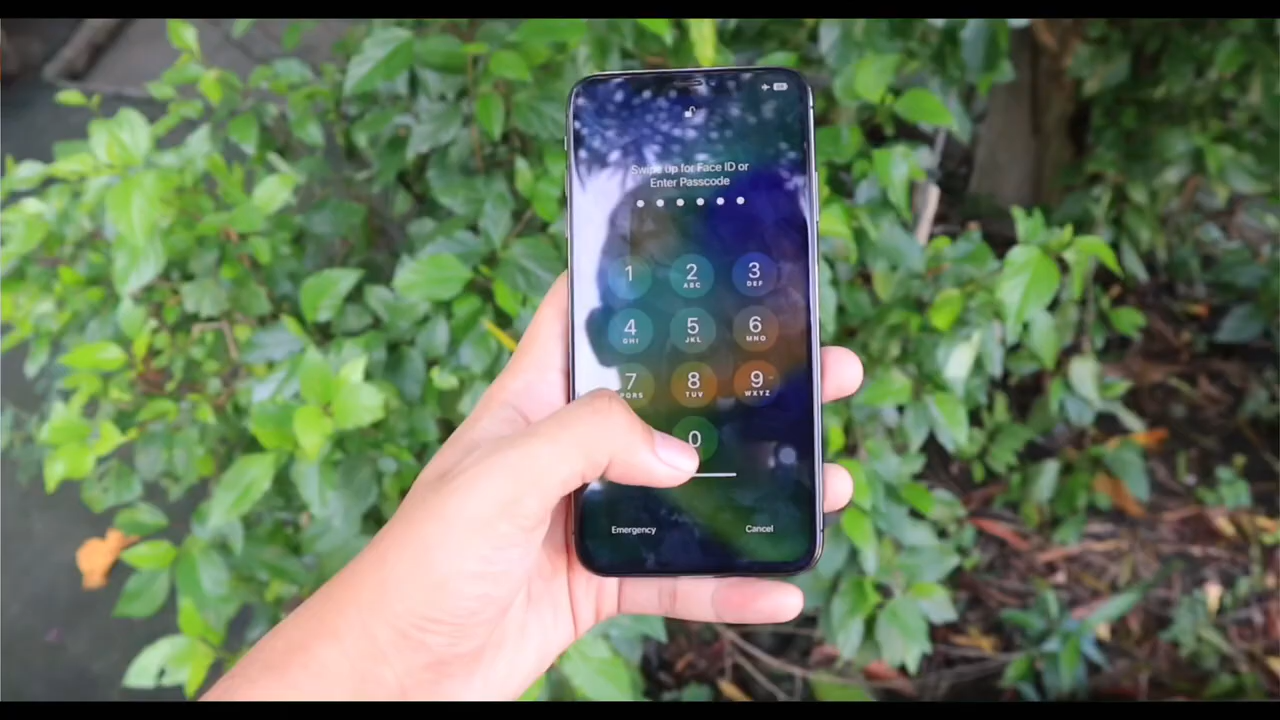 Swipe up for Face ID or
Enter Passcode
1
2
ABC
3
DEF
4
GHI
5
JKL
6
MNO
7
PQRS
8
TUV
9
WXYZ
0
Emergency
Cancel